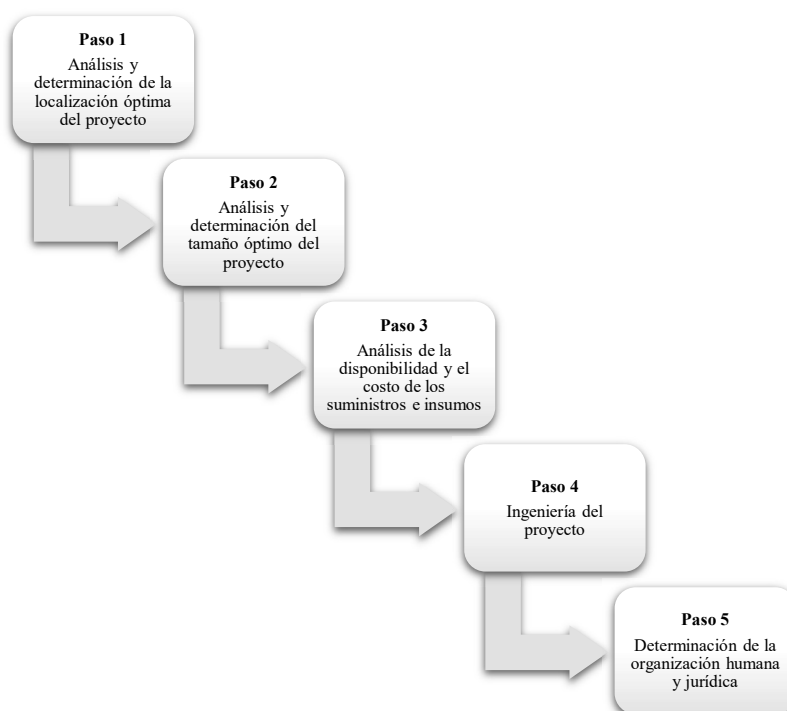 Paso 1
Análisis y
determinación de la
localización óptima
del proyecto
Paso 2
Análisis y
determinación del
tamaño óptimo del
proyecto
Paso 3
Análisis de la
disponibilidad y el
costo de los
suministros e insumos
Paso 4
Ingeniería del
proyecto
Paso 5
Determinación de la
organización humana
y jurídica